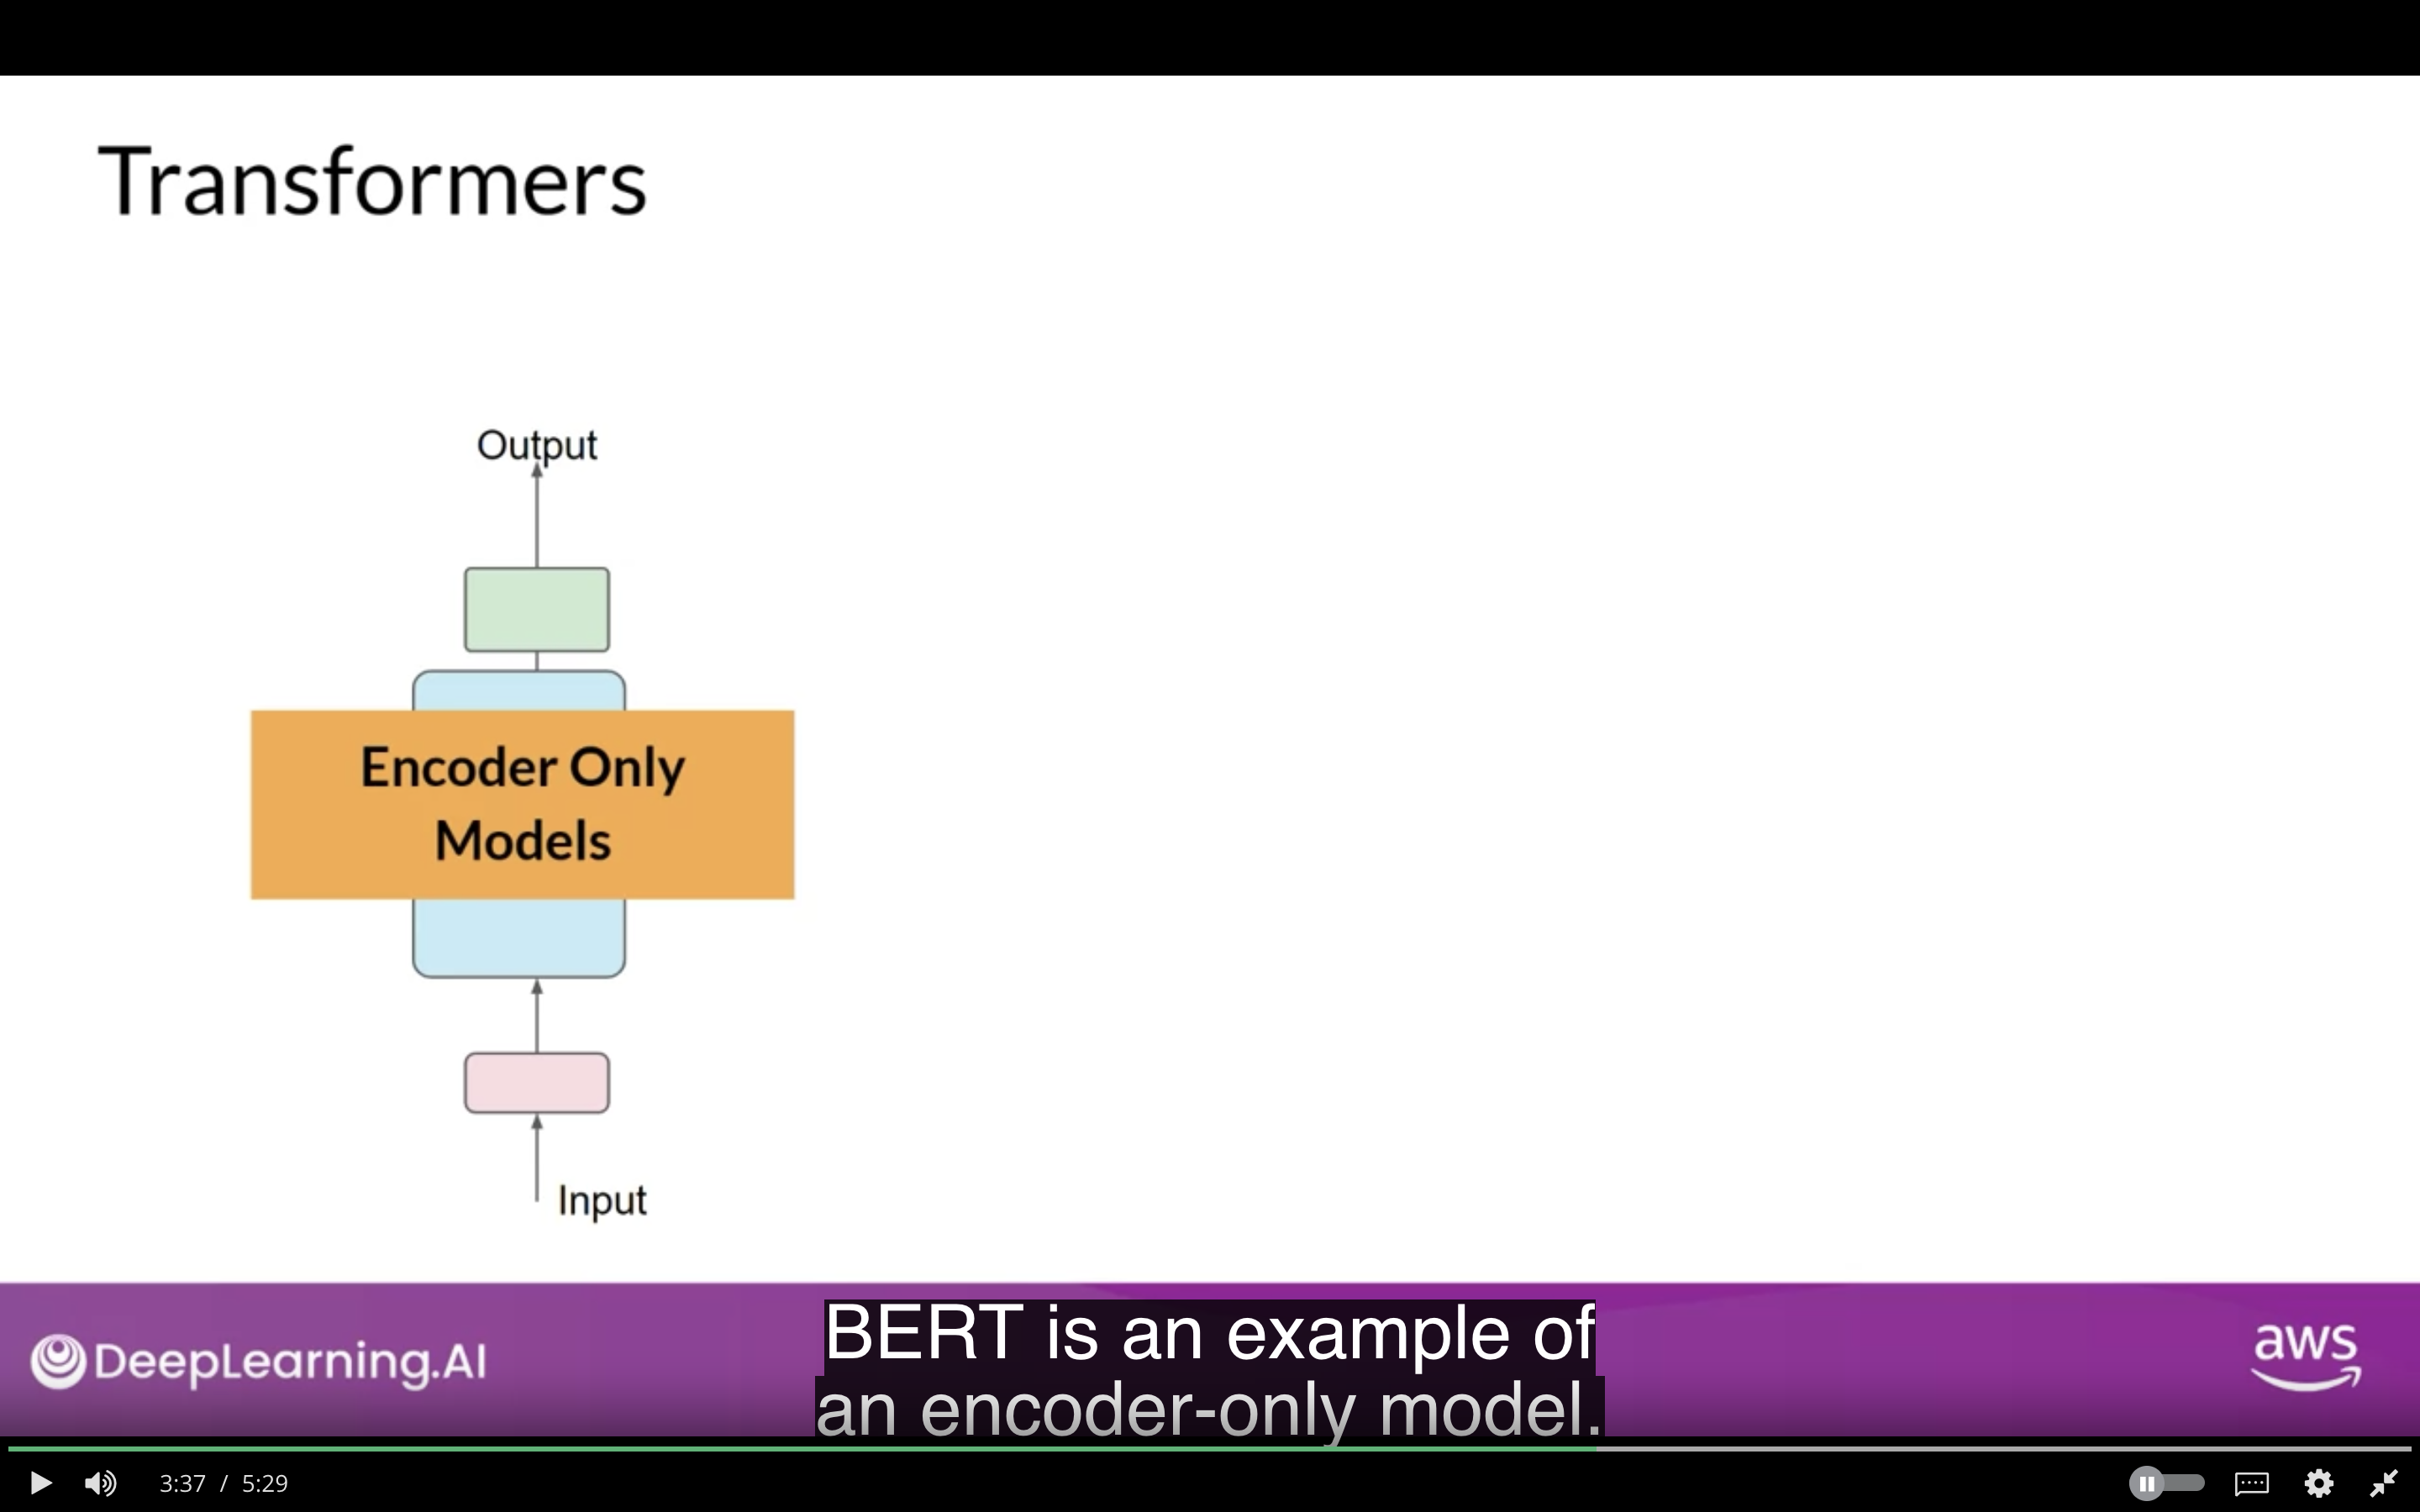 Transformers
Output
Encoder Only
Models
Input
DeepLearning.AI
BERT is an example of
an encoder-only model.
aws
3:37 / 5:29